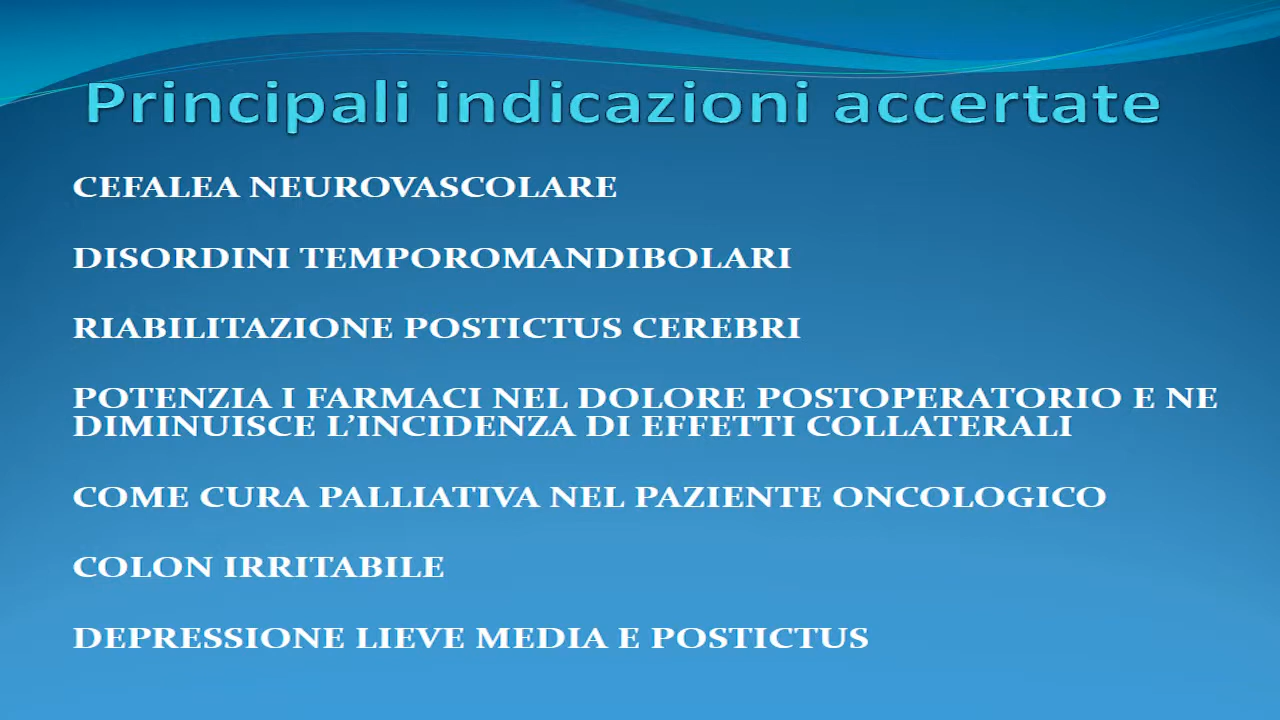 Principali indicazioni accertate
CEFALEA NEUROVASCOLARE
DISORDINI TEMPOROMANDIBOLARI
RIABILITAZIONE POSTICTUS CEREBRI
POTENZIA I FARMACI NEL DOLORE POSTOPERATORIO E NE
DIMINUISCE L’INCIDENZA DI EFFETTI COLLATERALI
COME CURA PALLIATIVA NEL PAZIENTE ONCOLOGICO
COLON IRRITABILE
DEPRESSIONE LIEVE MEDIA E POSTICTUS